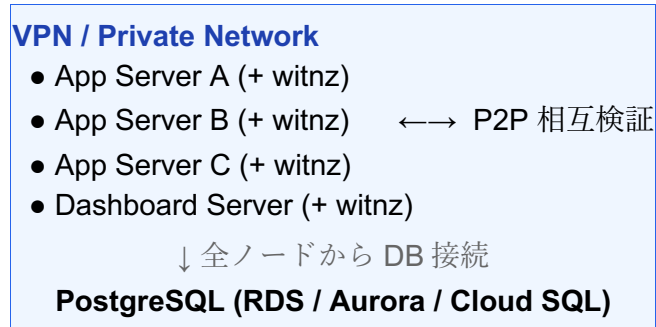 VPN / Private Network
● App Server A (+ witnz)
● App Server B (+ witnz) ←→ P2P 相互検証
● App Server C (+ witnz)
● Dashboard Server (+ witnz)
↓全ノードから DB 接続
PostgreSQL (RDS / Aurora / Cloud SQL)